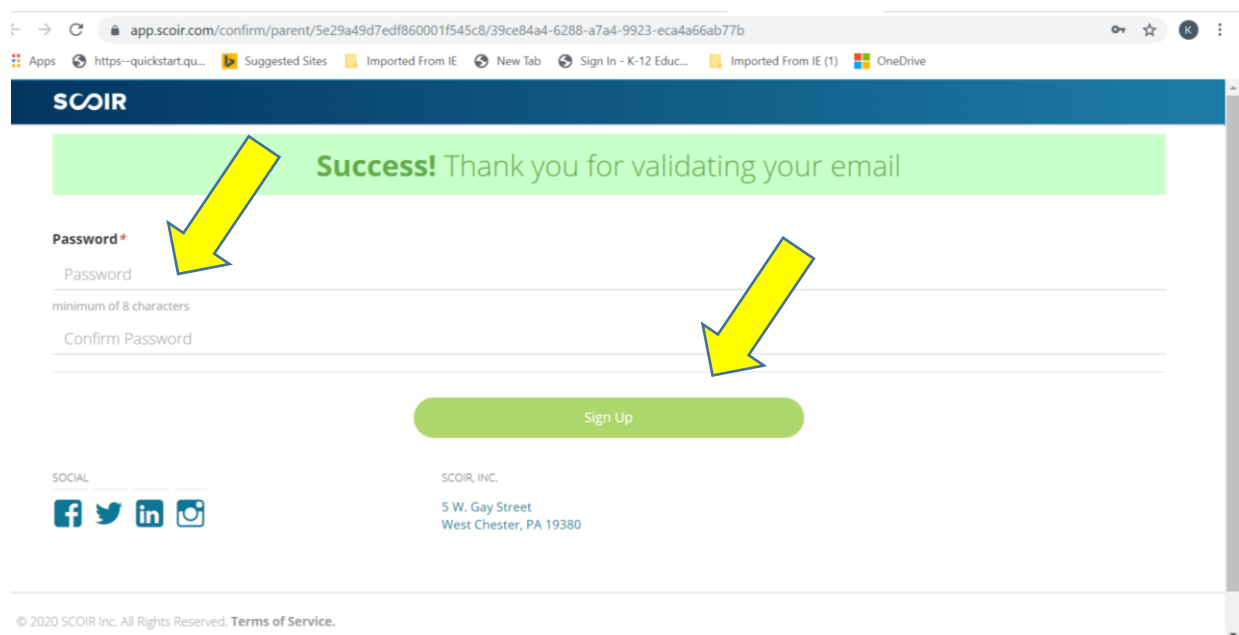 app.scoir.com/confirm/parent/5e29a49d7edf860001f545c8/39ce84a4-6288-a7a4-9923-eca4a66ab77b
K
Apps https--quickstart.qu... Suggested Sites Imported From IE New Tab Sign In - K-12 Educ... Imported From IE (1) OneDrive
SCOIR
Success! Thank you for validating your email
Password*
Password
minimum of 8 characters
Confirm Password
Sign Up
SOCIAL
SCOIR, INC.
5 W. Gay Street
West Chester, PA 19380
© 2020 SCOIR Inc. All Rights Reserved. Terms of Service.